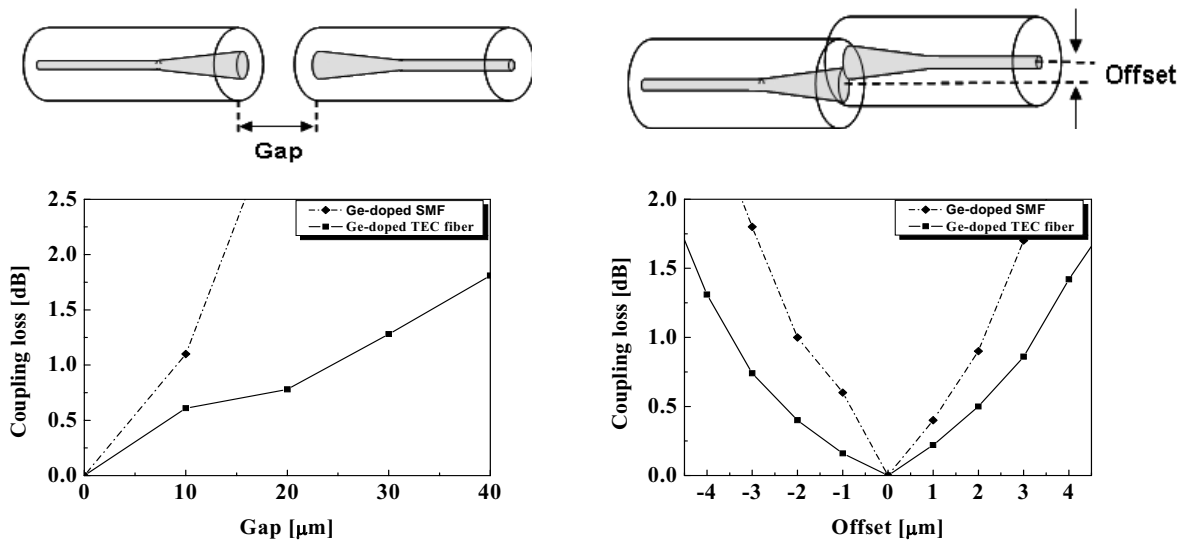 Gap
Offset
Coupling loss [dB]
2.5
2.0
1.5
1.0
0.5
0.0
Ge-doped SMF
Ge-doped TEC fiber
0 10 20 30 40
Gap [μm]
Coupling loss [dB]
2.0
1.5
1.0
0.5
0.0
Ge-doped SMF
Ge-doped TEC fiber
-4 -3 -2 -1 0 1 2 3 4
Offset [μm]